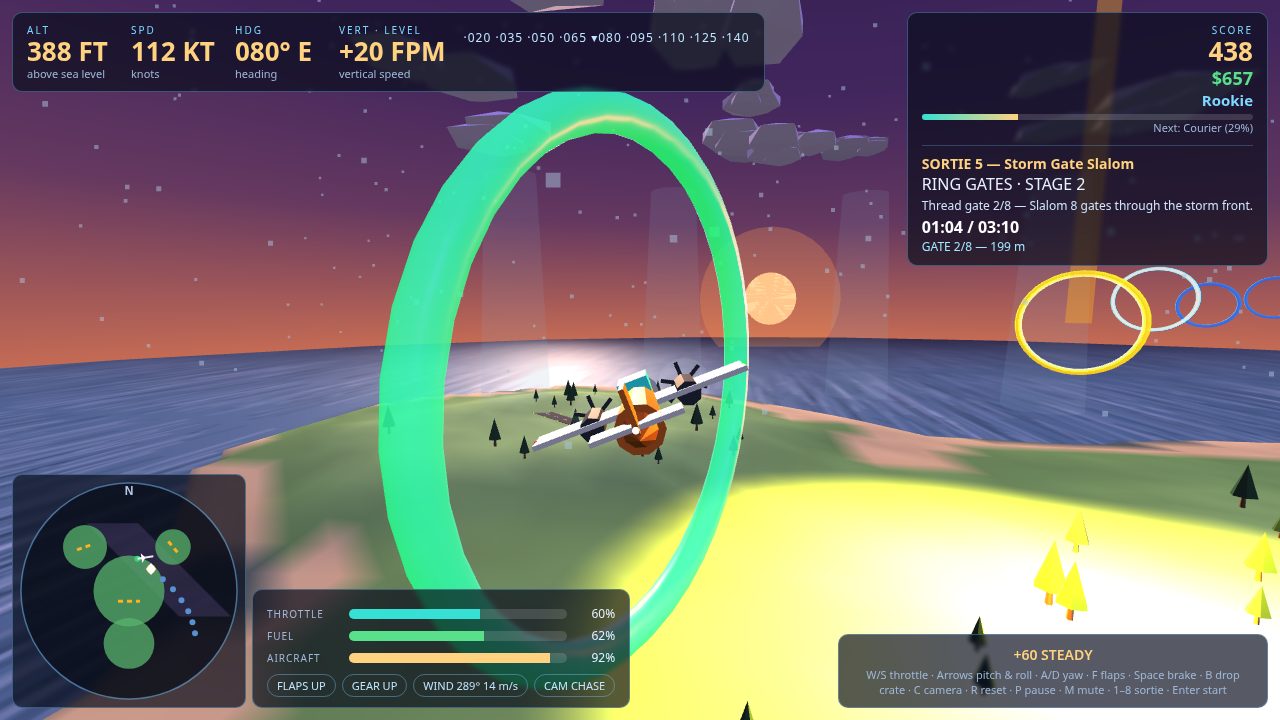 ALT
388 FT
above sea level
SPD
112 KT
knots
HDG
080° E
heading
VERT · LEVEL
+20 FPM
vertical speed
·020 ·035 ·050 ·065 ▾080 ·095 ·110 ·125 ·140
SCORE
438
$657
Rookie
Next: Courier (29%)
SORTIE 5 — Storm Gate Slalom
RING GATES · STAGE 2
Thread gate 2/8 — Slalom 8 gates through the storm front.
01:04 / 03:10
GATE 2/8 — 199 m
N
THROTTLE 60%
FUEL 62%
AIRCRAFT 92%
FLAPS UP
GEAR UP
WIND 289° 14 m/s
CAM CHASE
+60 STEADY
W/S throttle · Arrows pitch & roll · A/D yaw · F flaps · Space brake · B drop
crate · C camera · R reset · P pause · M mute · 1–8 sortie · Enter start